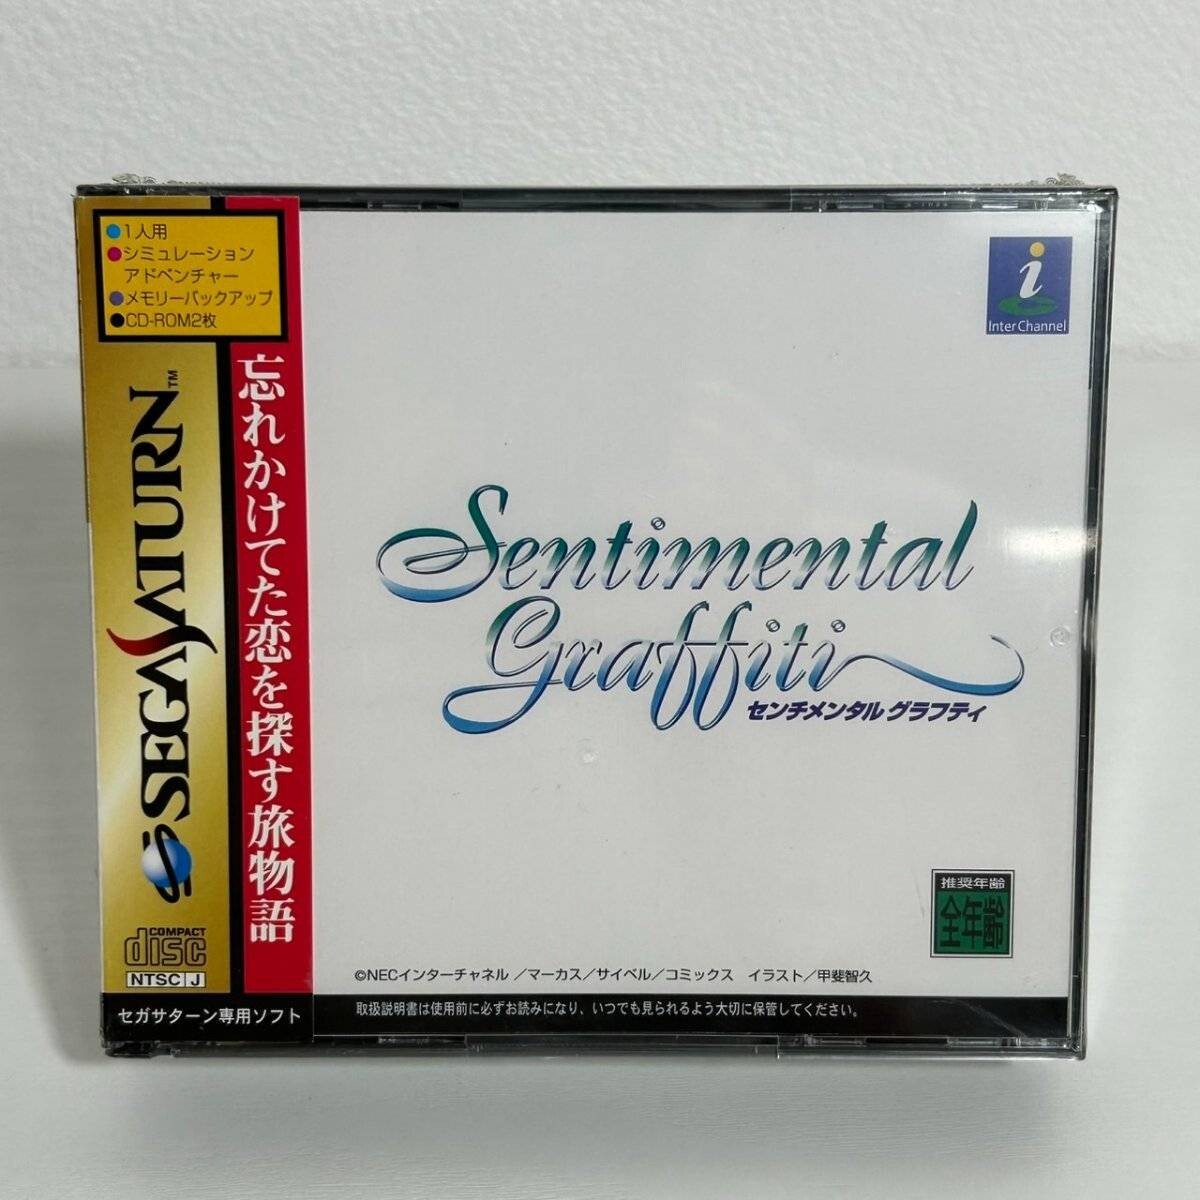 ●1人用
●シミュレーション
アドベンチャー
●メモリーバックアップ
●CD-ROM2枚
SEGA SATURN™
COMPACT
disc
NTSC J
セガサターン専用ソフト
忘れかけてた恋を探す旅物語
i
Inter Channel
Sentimental
Graffiti
センチメンタル グラフティ
推奨年齢
全年齢
©NECインターチャネル／マーカス／サイベル／コミックス イラスト／甲斐智久
取扱説明書は使用前に必ずお読みになり、いつでも見られるよう大切に保管してください。